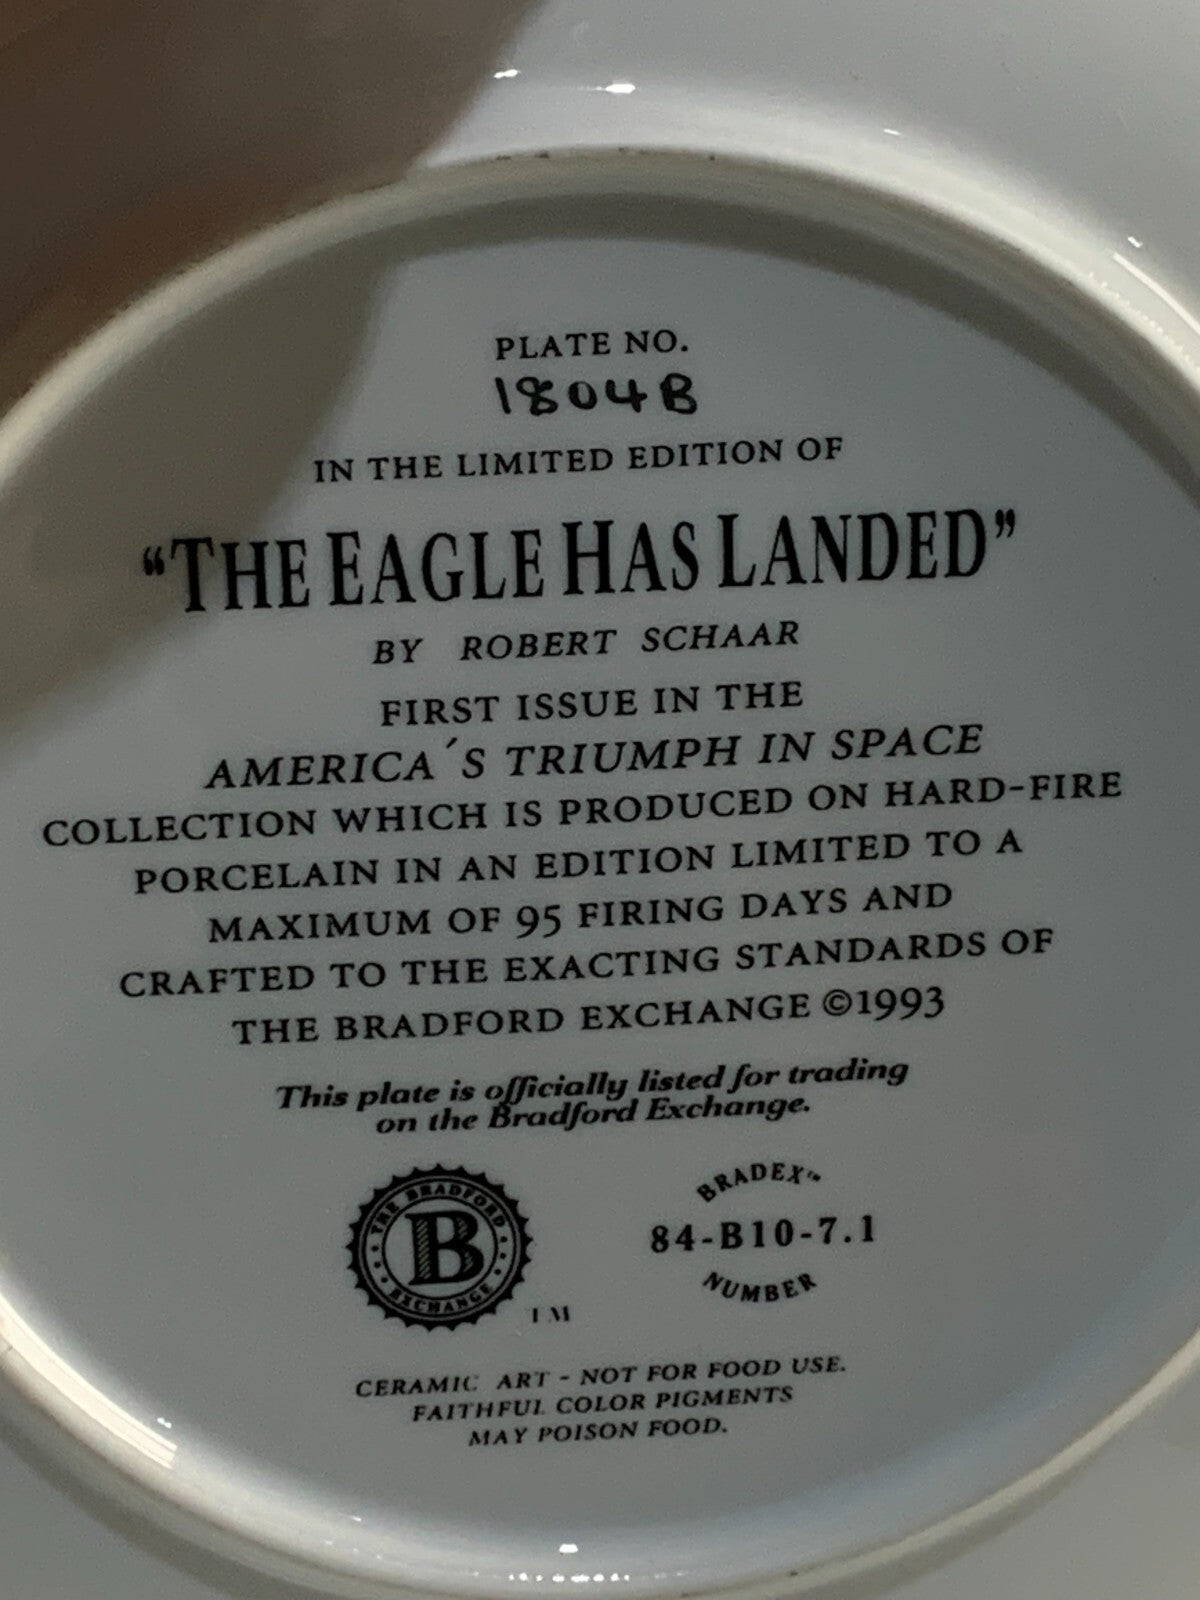 PLATE NO.
1804B
IN THE LIMITED EDITION OF
“THE EAGLE HAS LANDED”
BY ROBERT SCHAAR
FIRST ISSUE IN THE
AMERICA´S TRIUMPH IN SPACE
COLLECTION WHICH IS PRODUCED ON HARD-FIRE
PORCELAIN IN AN EDITION LIMITED TO A
MAXIMUM OF 95 FIRING DAYS AND
CRAFTED TO THE EXACTING STANDARDS OF
THE BRADFORD EXCHANGE ©1993
This plate is officially listed for trading
on the Bradford Exchange.
THE BRADFORD
B
EXCHANGE
TM
BRADEX™
84-B10-7.1
NUMBER
CERAMIC ART - NOT FOR FOOD USE.
FAITHFUL COLOR PIGMENTS
MAY POISON FOOD.